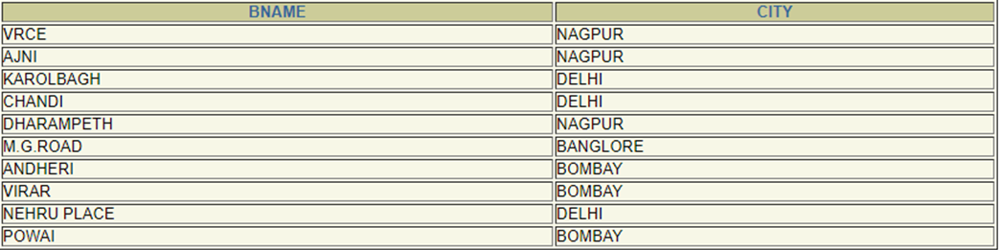 BNAME CITY
VRCE NAGPUR
AJNI NAGPUR
KAROLBAGH DELHI
CHANDI DELHI
DHARAMPETH NAGPUR
M.G.ROAD BANGLORE
ANDHERI BOMBAY
VIRAR BOMBAY
NEHRU PLACE DELHI
POWAI BOMBAY